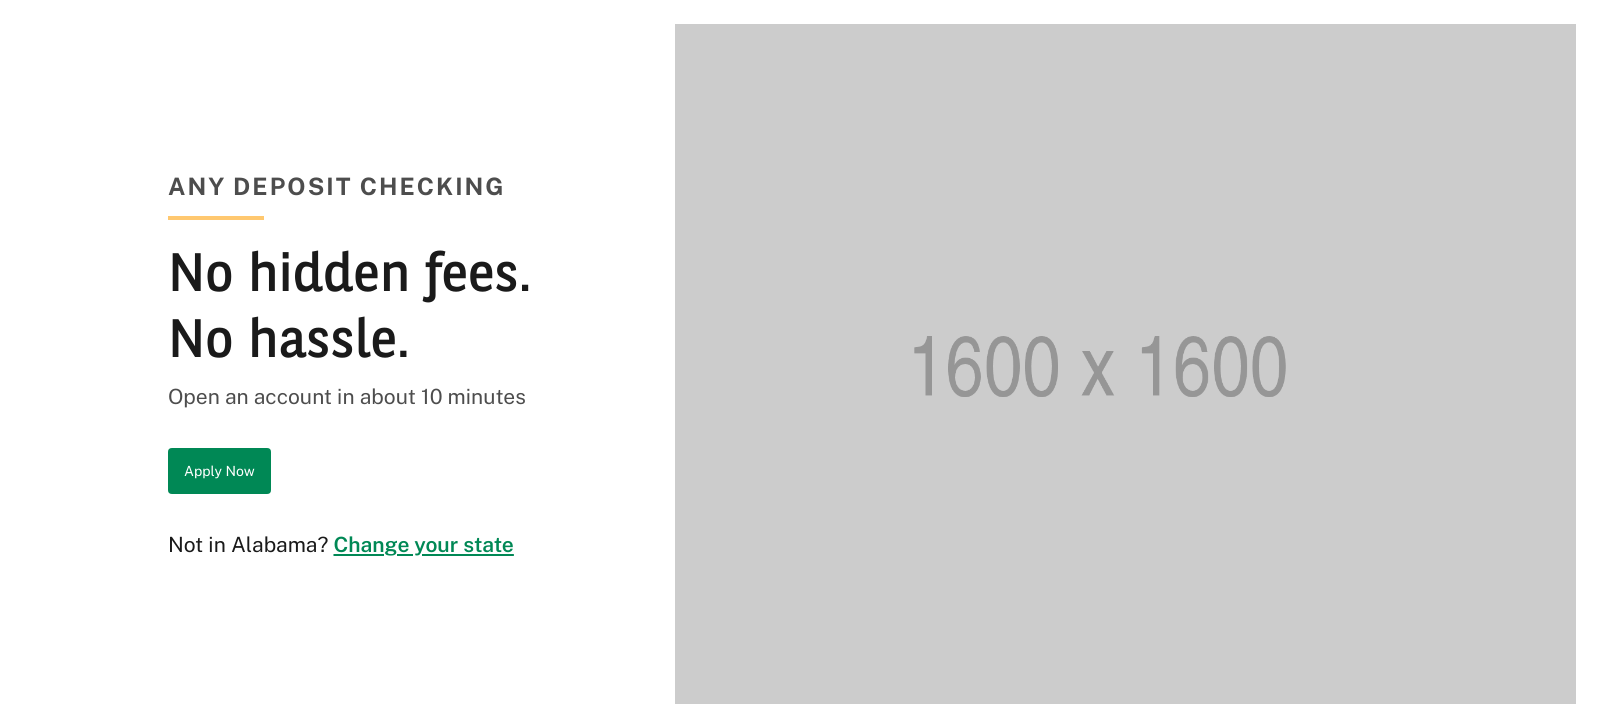 ANY DEPOSIT CHECKING
No hidden fees.
No hassle.
Open an account in about 10 minutes
Apply Now
Not in Alabama? Change your state
1600 x 1600